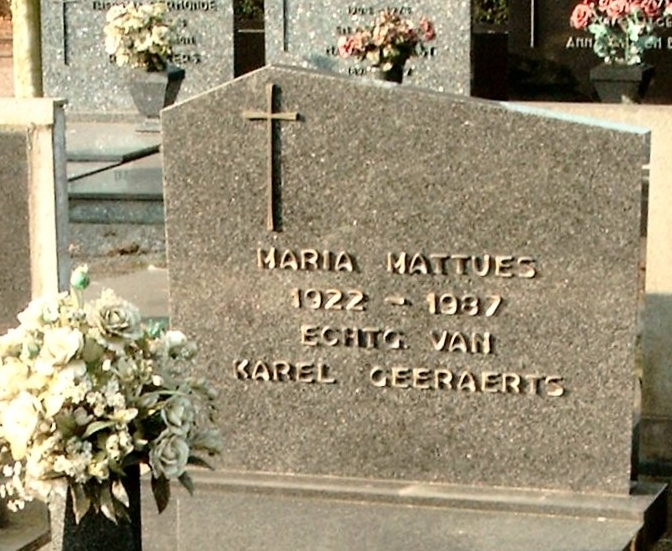 MARIA MATTUES
1922 - 1987
ECHTG. VAN
KAREL GEERAERTS